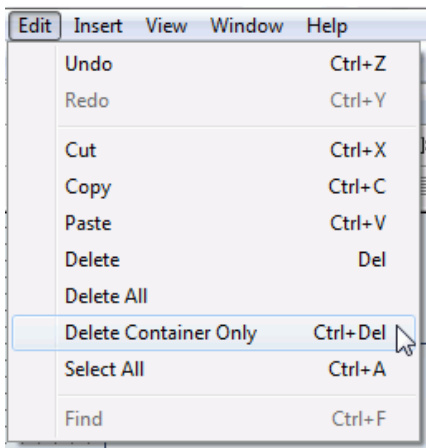 Edit Insert View Window Help
Undo Ctrl+Z
Redo Ctrl+Y
Cut Ctrl+X
Copy Ctrl+C
Paste Ctrl+V
Delete Del
Delete All
Delete Container Only Ctrl+Del
Select All Ctrl+A
Find Ctrl+F